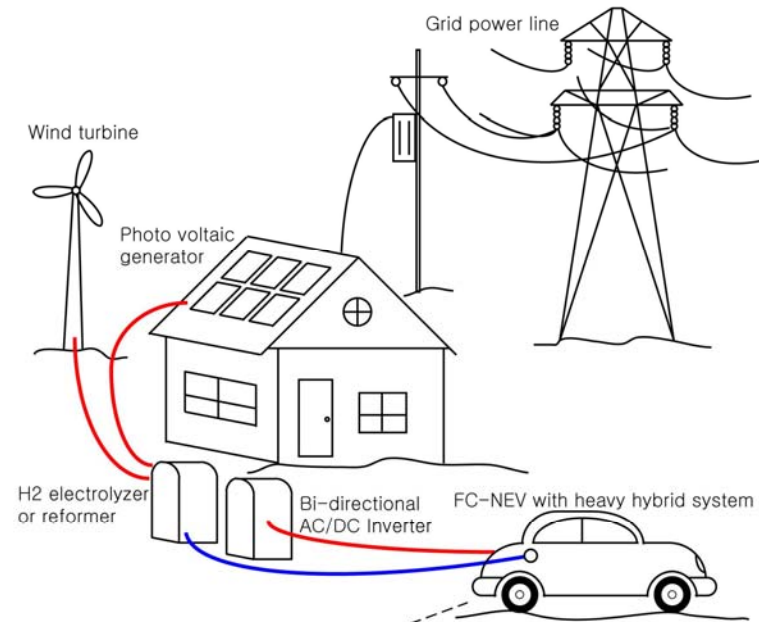 Grid power line
Wind turbine
Photo voltaic
generator
H2 electrolyzer
or reformer
Bi-directional
AC/DC Inverter
FC-NEV with heavy hybrid system